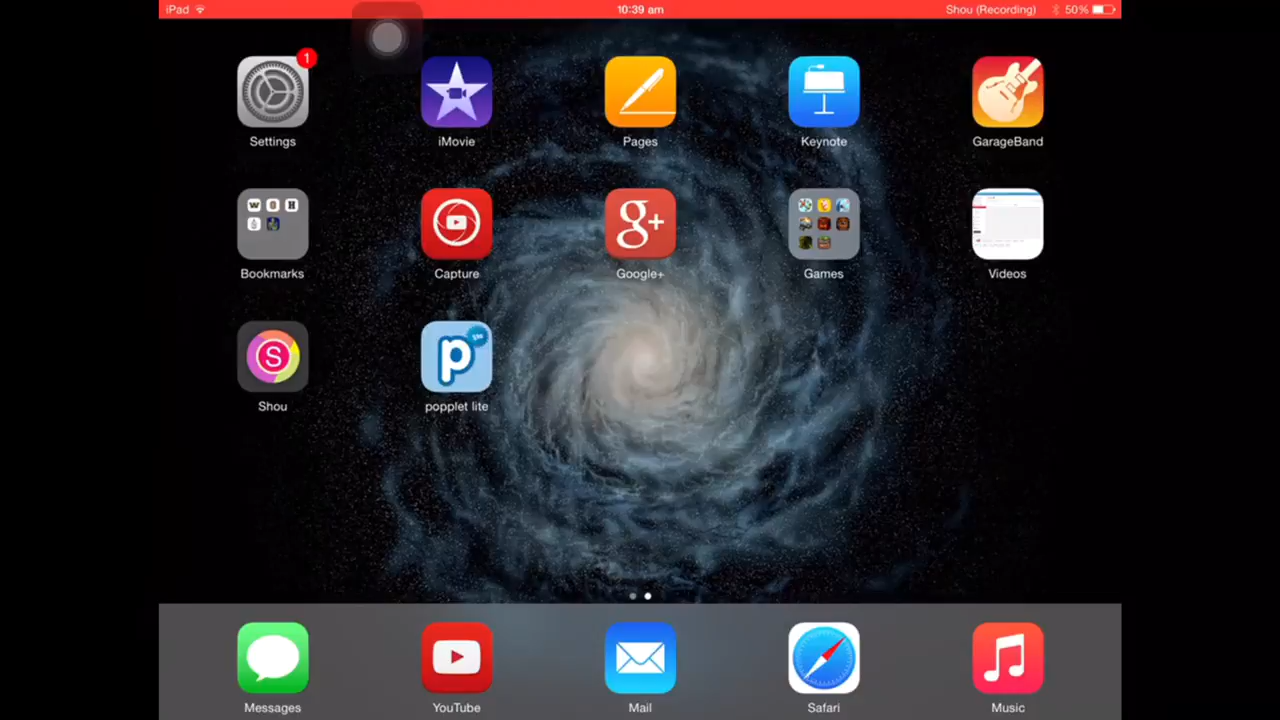 iPad 10:39 am Shou (Recording) 50%
1
Settings iMovie Pages Keynote GarageBand
W O H
g+
Bookmarks Capture Google+ Games Videos
S p lite
Shou popplet lite
Messages YouTube Mail Safari Music